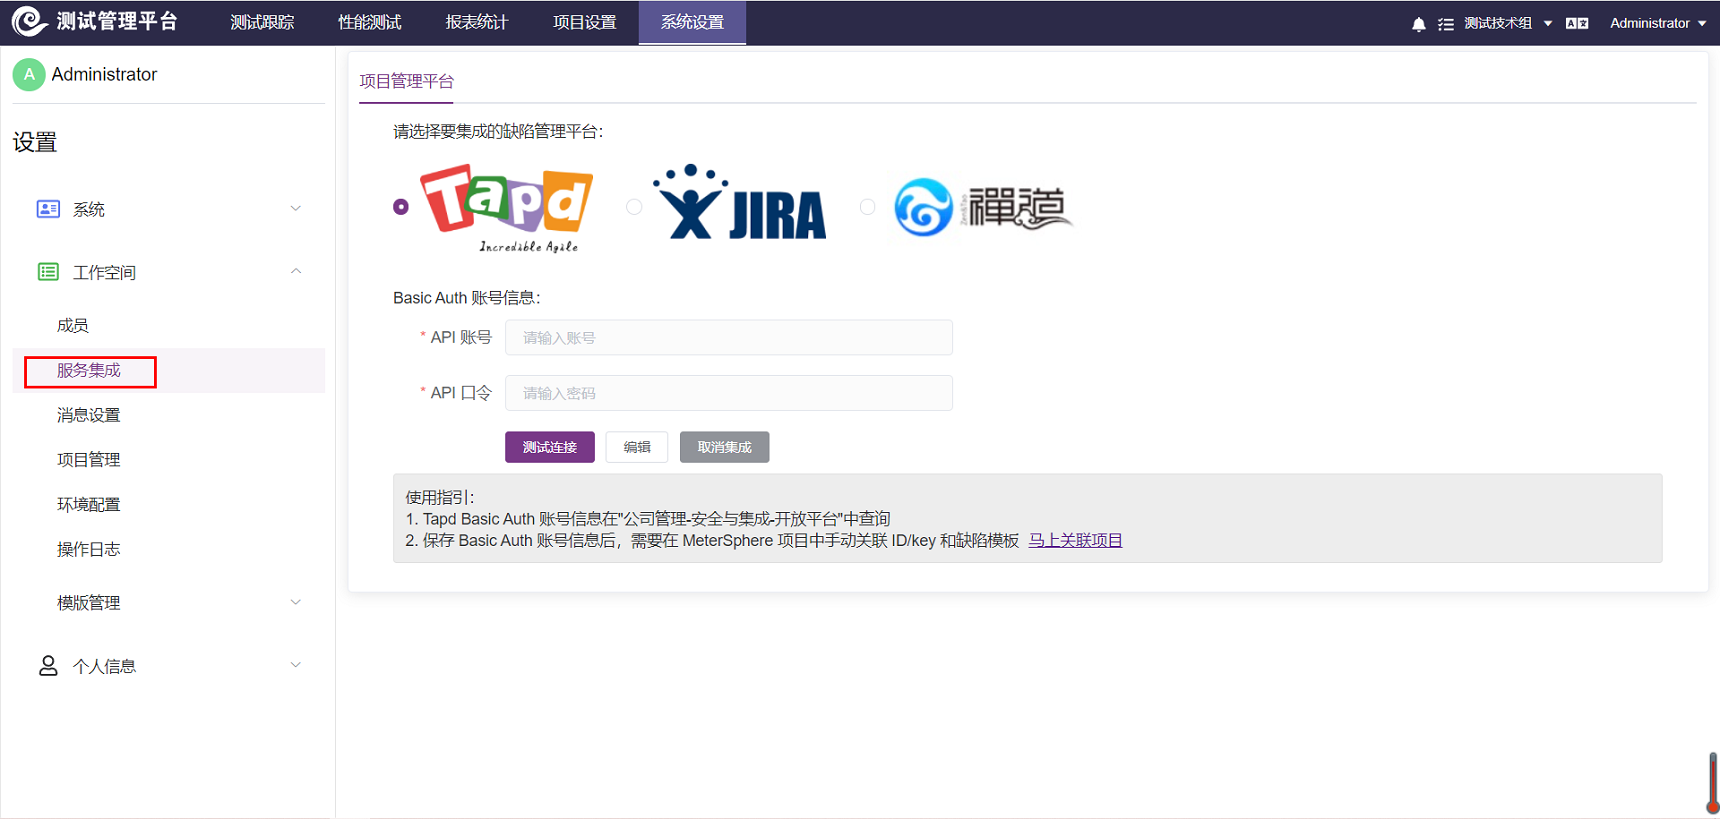 测试管理平台
测试跟踪
性能测试
报表统计
项目设置
系统设置
测试技术组
Administrator
A
Administrator
设置
系统
工作空间
成员
服务集成
消息设置
项目管理
环境配置
操作日志
模版管理
个人信息
项目管理平台
请选择要集成的缺陷管理平台：
Tapd
Incredible Agile
JIRA
禅道
Basic Auth 账号信息：
* API 账号
请输入账号
* API 口令
请输入密码
测试连接
编辑
取消集成
使用指引：
1. Tapd Basic Auth 账号信息在"公司管理-安全与集成-开放平台"中查询
2. 保存 Basic Auth 账号信息后，需要在 MeterSphere 项目中手动关联 ID/key 和缺陷模板 马上关联项目